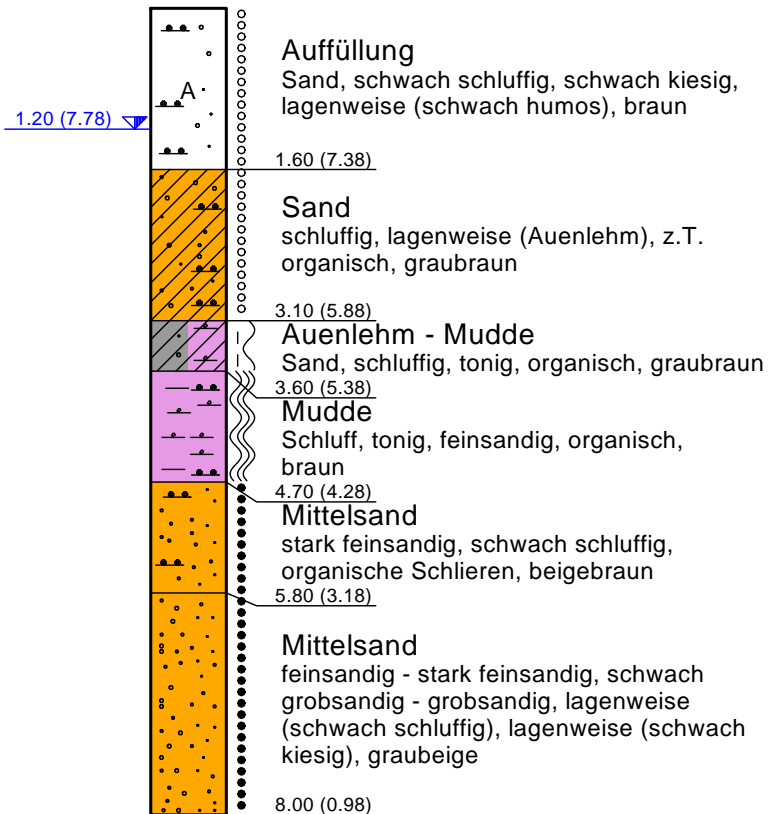 Auffüllung
Sand, schwach schluffig, schwach kiesig,
lagenweise (schwach humos), braun
A
1.20 (7.78)
1.60 (7.38)
Sand
schluffig, lagenweise (Auenlehm), z.T.
organisch, graubraun
3.10 (5.88)
Auenlehm - Mudde
Sand, schluffig, tonig, organisch, graubraun
3.60 (5.38)
Mudde
Schluff, tonig, feinsandig, organisch,
braun
4.70 (4.28)
Mittelsand
stark feinsandig, schwach schluffig,
organische Schlieren, beigebraun
5.80 (3.18)
Mittelsand
feinsandig - stark feinsandig, schwach
grobsandig - grobsandig, lagenweise
(schwach schluffig), lagenweise (schwach
kiesig), graubeige
8.00 (0.98)